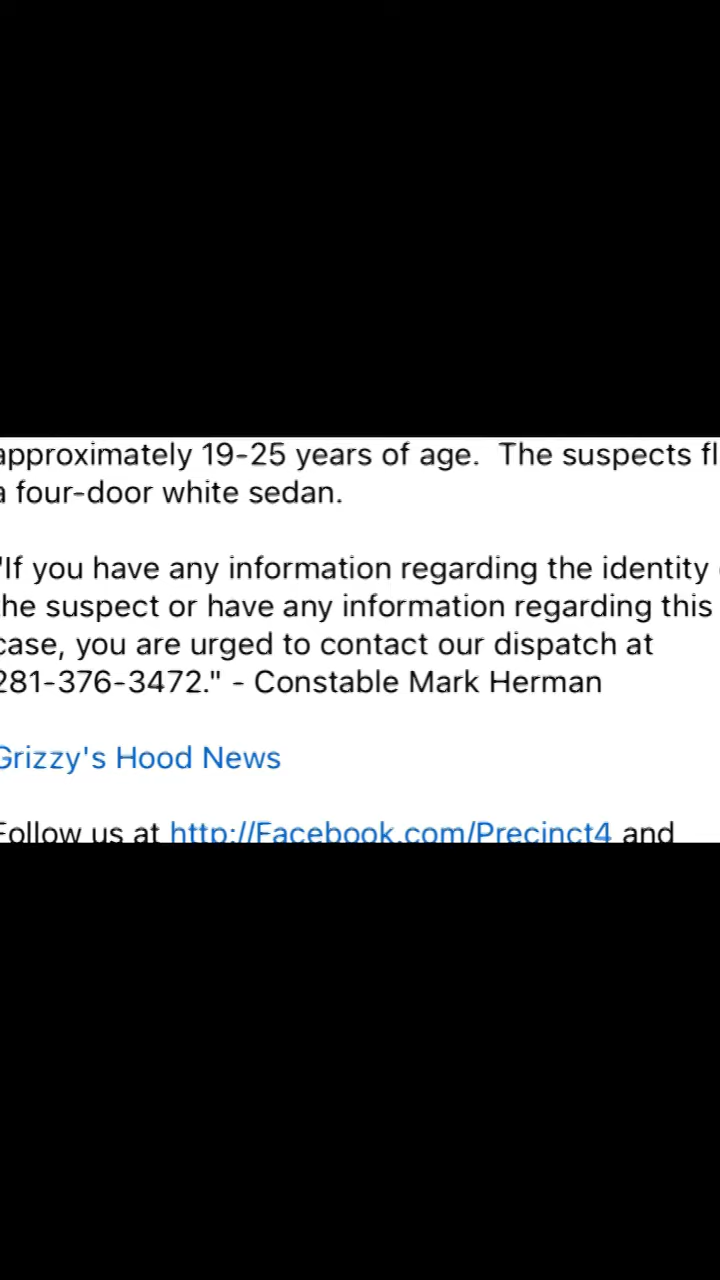 approximately 19-25 years of age.  The suspects fl
a four-door white sedan.
"If you have any information regarding the identity
the suspect or have any information regarding this
case, you are urged to contact our dispatch at
281-376-3472." - Constable Mark Herman
Grizzy's Hood News
Follow us at http://Facebook.com/Precinct4 and